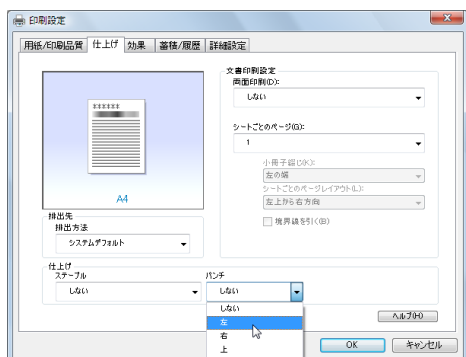 印刷設定
用紙/印刷品質 仕上げ 効果 蓄積/履歴 詳細設定
xxxxxx
A4
排出先
排出方法
システムデフォルト
文書印刷設定
両面印刷(D):
しない
シートごとのページ(G):
1
小冊子綴じ(K):
左の端
シートごとのページレイアウト(L):
左上から右方向
境界線を引く(B)
仕上げ
ステープル
しない
パンチ
しない
しない
左
右
上
ヘルプ(H)
OK キャンセル